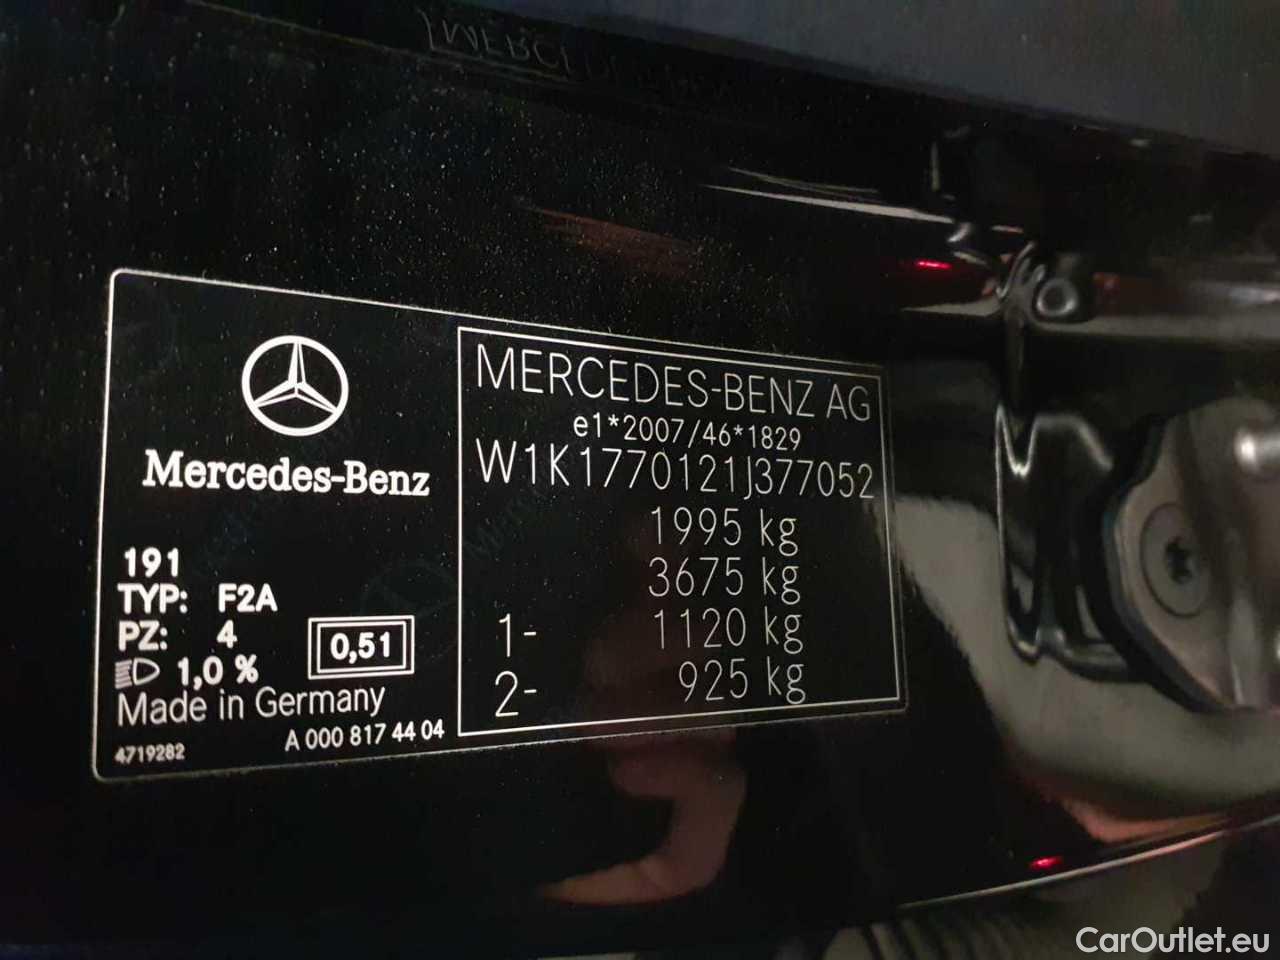 Mercedes-Benz
191
TYP: F2A
PZ: 4
1,0 %
0,51
Made in Germany
4719282
A 000 817 44 04
MERCEDES-BENZ AG
e1*2007/46*1829
W1K1770121J377052
1995 kg
3675 kg
1- 1120 kg
2- 925 kg
CarOutlet.eu